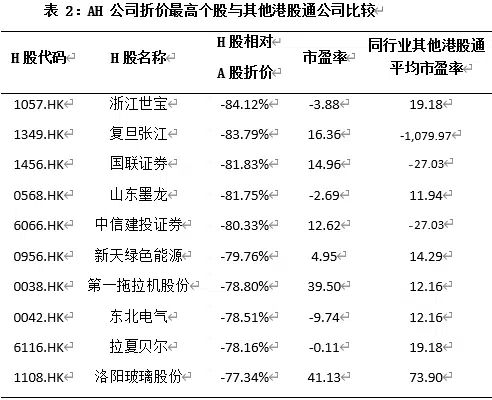 表 2：AH 公司折价最高个股与其他港股通公司比较
H 股代码 H 股名称 H 股相对 A 股折价 市盈率 同行业其他港股通平均市盈率
1057.HK 浙江世宝 -84.12% -3.88 19.18
1349.HK 复旦张江 -83.79% 16.36 -1,079.97
1456.HK 国联证券 -81.83% 14.96 -27.03
0568.HK 山东墨龙 -81.75% -2.69 11.94
6066.HK 中信建投证券 -80.33% 12.62 -27.03
0956.HK 新天绿色能源 -79.76% 4.95 14.29
0038.HK 第一拖拉机股份 -78.80% 39.50 12.16
0042.HK 东北电气 -78.51% -9.74 12.16
6116.HK 拉夏贝尔 -78.16% -0.11 19.18
1108.HK 洛阳玻璃股份 -77.34% 41.13 73.90